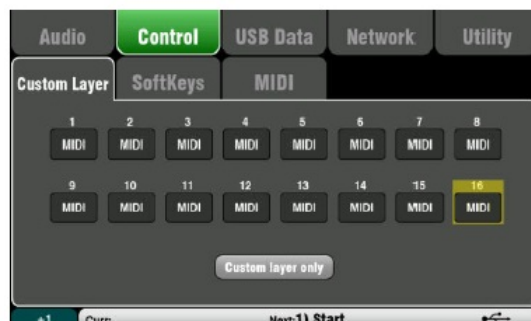 Audio Control USB Data Network Utility
Custom Layer SoftKeys MIDI
1 2 3 4 5 6 7 8
MIDI MIDI MIDI MIDI MIDI MIDI MIDI MIDI
9 10 11 12 13 14 15 16
MIDI MIDI MIDI MIDI MIDI MIDI MIDI MIDI
Custom layer only
+1 Curr Next:1) Start